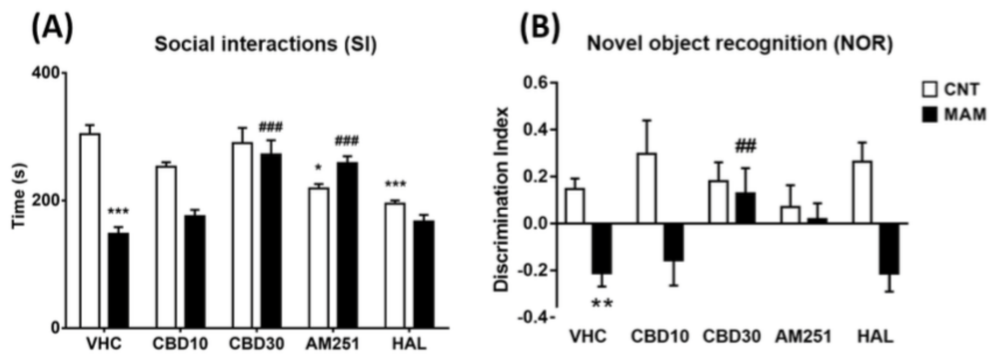 (A)
Social interactions (SI)
400
200
0
Time (s)
***
###
*
###
***
VHC CBD10 CBD30 AM251 HAL
(B)
Novel object recognition (NOR)
0.6
0.4
0.2
0.0
-0.2
-0.4
Discrimination Index
##
**
VHC CBD10 CBD30 AM251 HAL
CNT
MAM